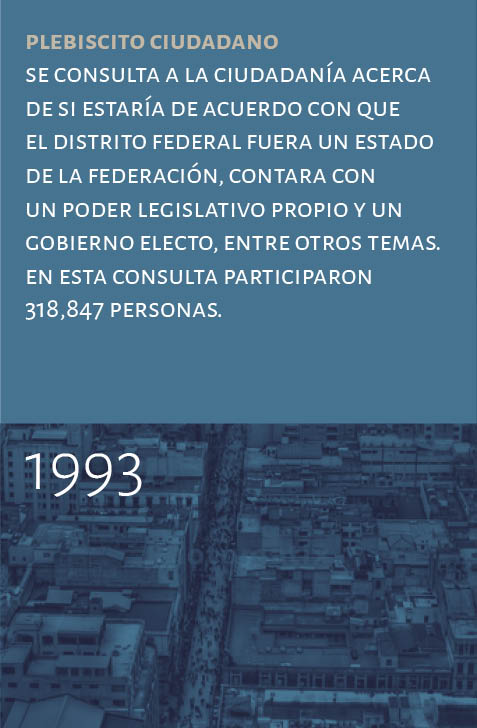 PLEBISCITO CIUDADANO
SE CONSULTA A LA CIUDADANÍA ACERCA
DE SI ESTARÍA DE ACUERDO CON QUE
EL DISTRITO FEDERAL FUERA UN ESTADO
DE LA FEDERACIÓN, CONTARA CON
UN PODER LEGISLATIVO PROPIO Y UN
GOBIERNO ELECTO, ENTRE OTROS TEMAS.
EN ESTA CONSULTA PARTICIPARON
318,847 PERSONAS.
1993